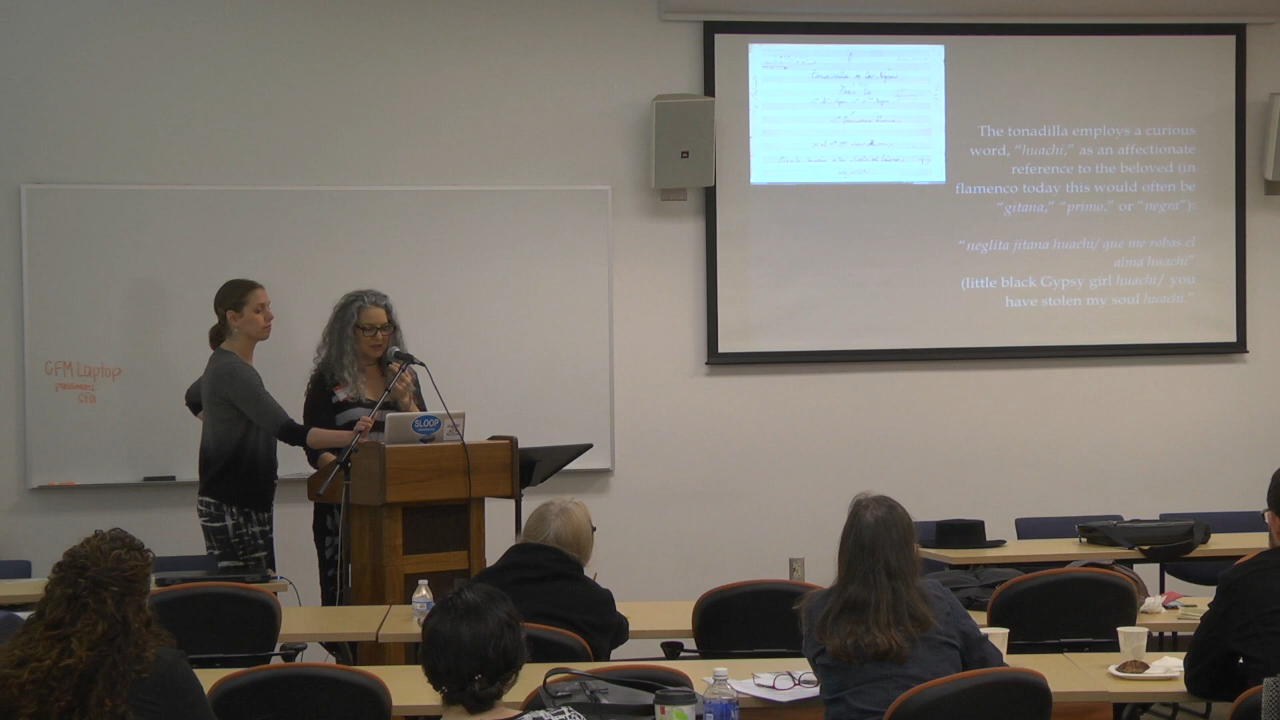 The tonadilla employs a curious
word, "huachi," as an affectionate
reference to the beloved (in
flamenco today this would often be
"gitana," "primo," or "negra"):
"neglita jitana huachi/ que me robas el
alma huachi"
(little black Gypsy girl huachi/ you
have stolen my soul huachi."
CFM Laptop
SLOOP